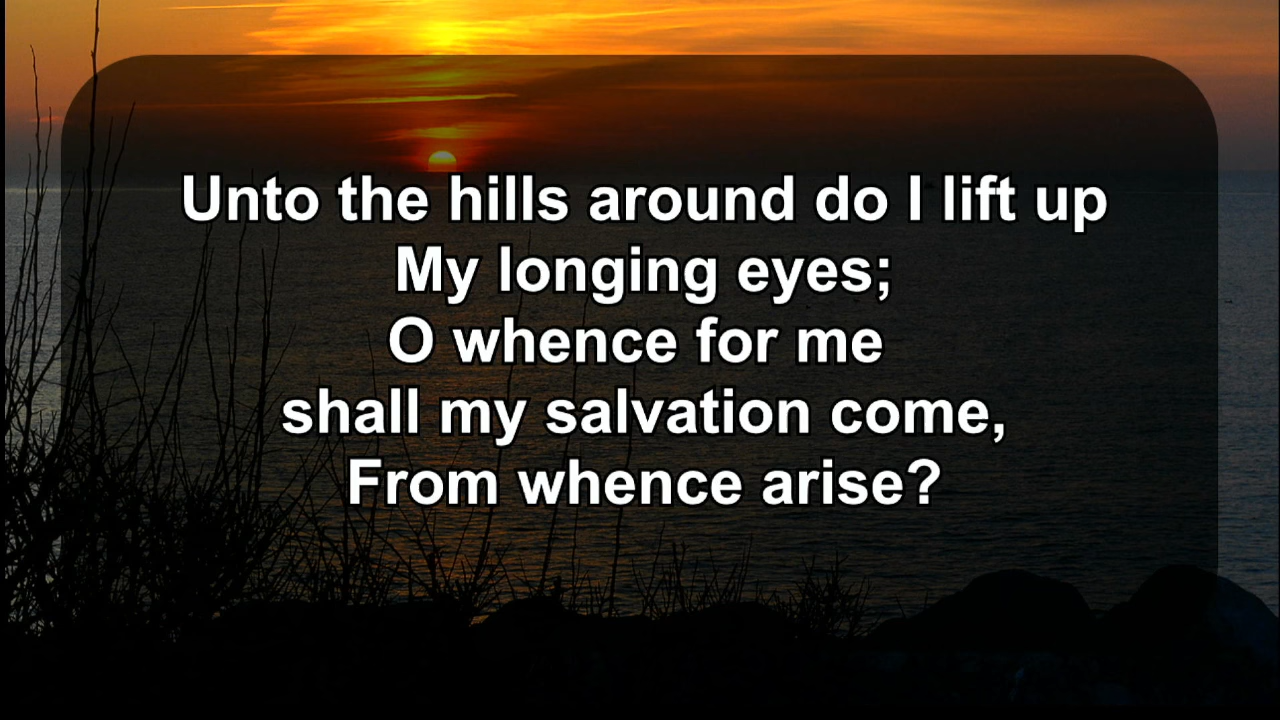 Unto the hills around do I lift up
My longing eyes;
O whence for me
shall my salvation come,
From whence arise?